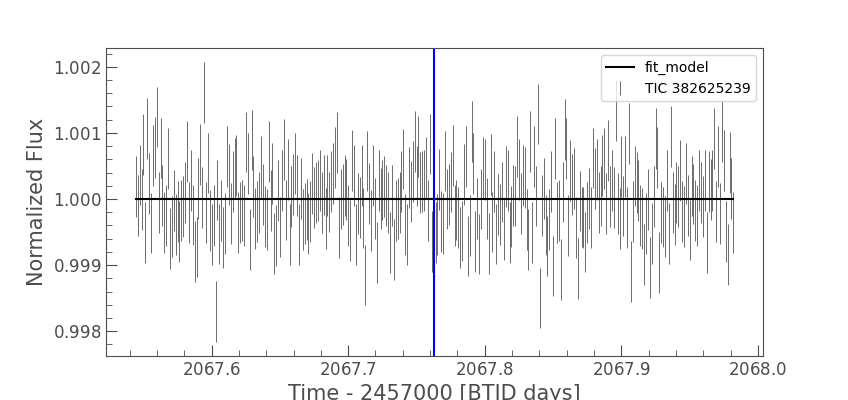 Normalized Flux
1.002
1.001
1.000
0.999
0.998
fit_model
TIC 382625239
2067.6
2067.7
2067.8
2067.9
2068.0
Time - 2457000 [BTJD days]